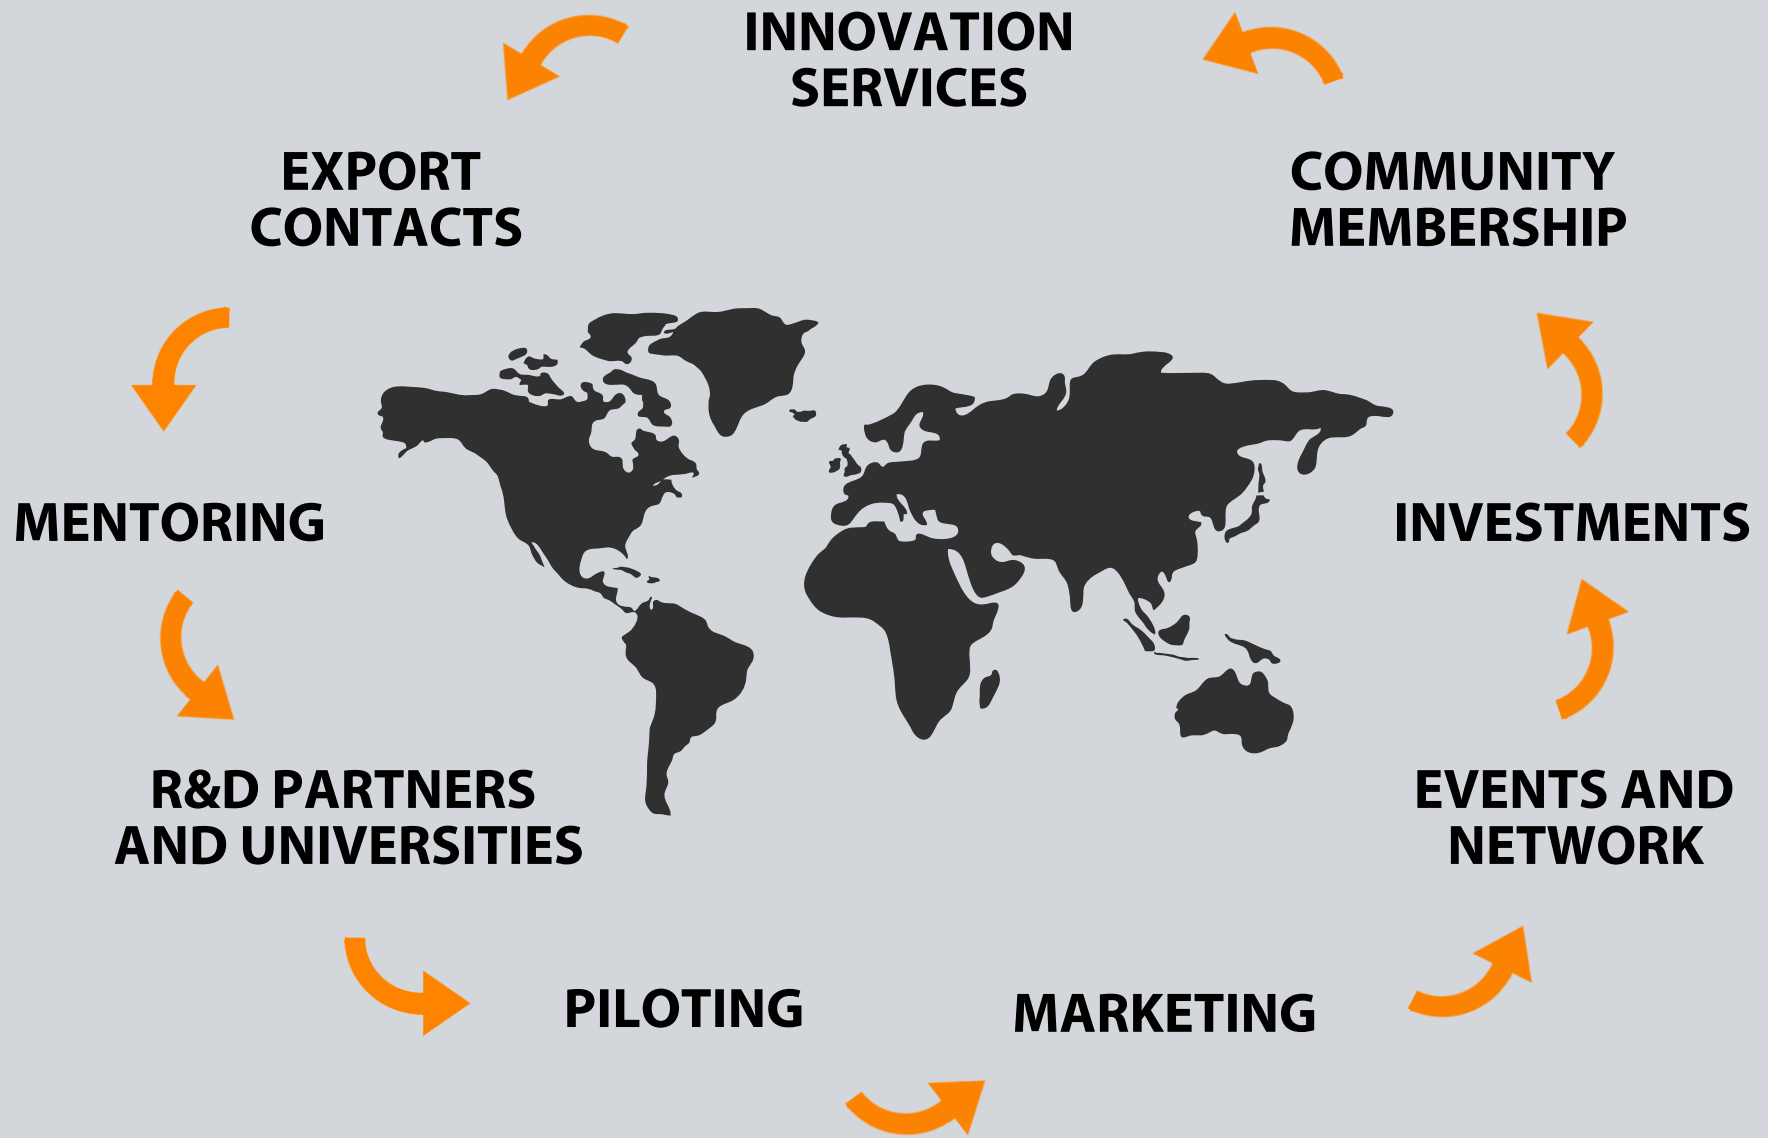 INNOVATION
SERVICES
EXPORT
CONTACTS
COMMUNITY
MEMBERSHIP
MENTORING
INVESTMENTS
R&D PARTNERS
AND UNIVERSITIES
EVENTS AND
NETWORK
PILOTING
MARKETING